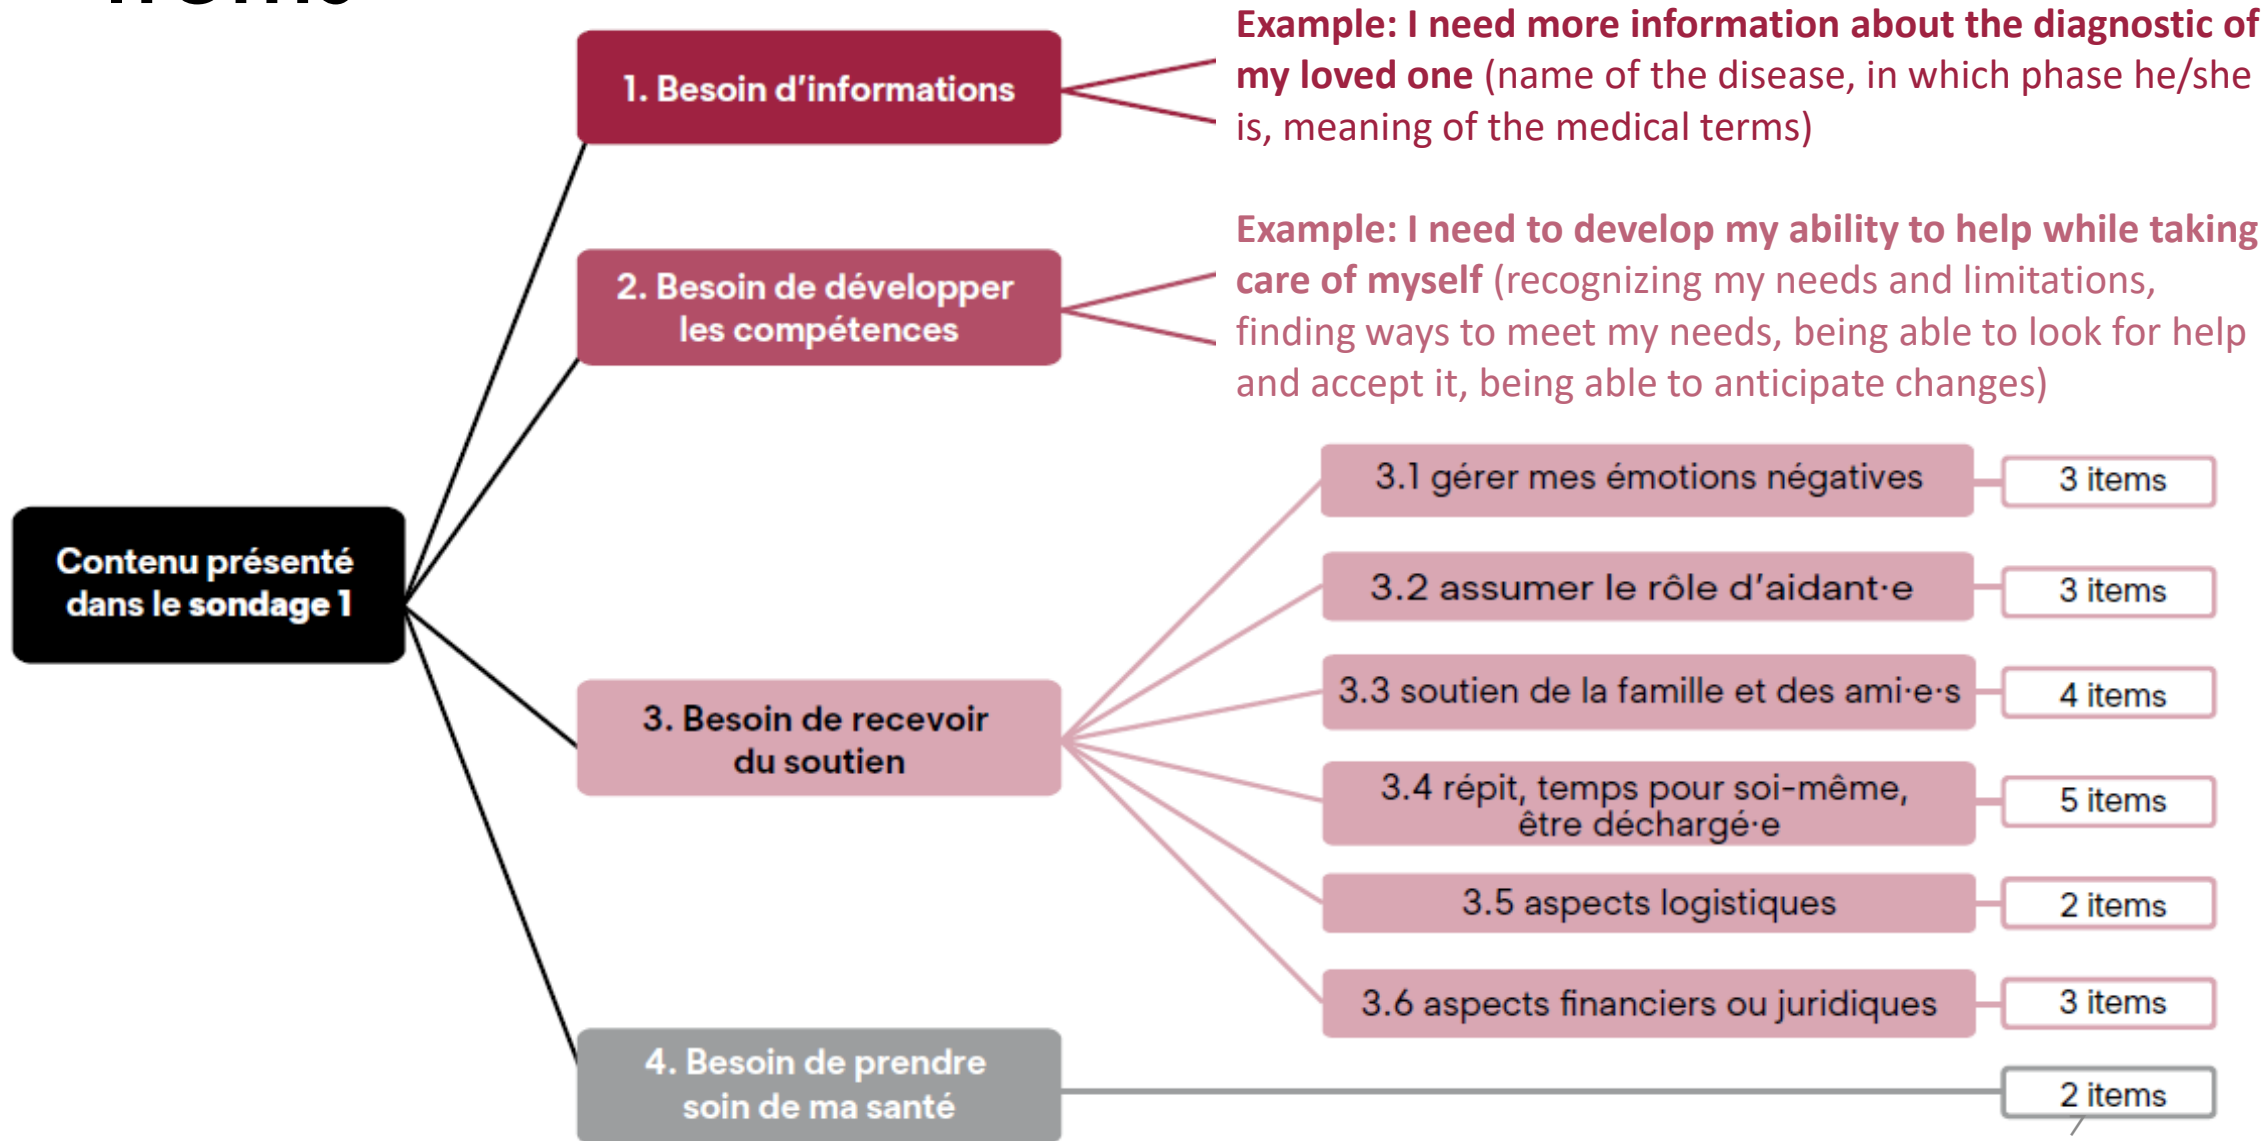 1. Besoin d'informations
Example: I need more information about the diagnostic of
my loved one (name of the disease, in which phase he/she
is, meaning of the medical terms)
2. Besoin de développer
les compétences
Example: I need to develop my ability to help while taking
care of myself (recognizing my needs and limitations,
finding ways to meet my needs, being able to look for help
and accept it, being able to anticipate changes)
Contenu présenté
dans le sondage 1
3. Besoin de recevoir
du soutien
3.1 gérer mes émotions négatives
3 items
3.2 assumer le rôle d'aidant·e
3 items
3.3 soutien de la famille et des ami·e·s
4 items
3.4 répit, temps pour soi-même,
être déchargé·e
5 items
3.5 aspects logistiques
2 items
3.6 aspects financiers ou juridiques
3 items
4. Besoin de prendre
soin de ma santé
2 items